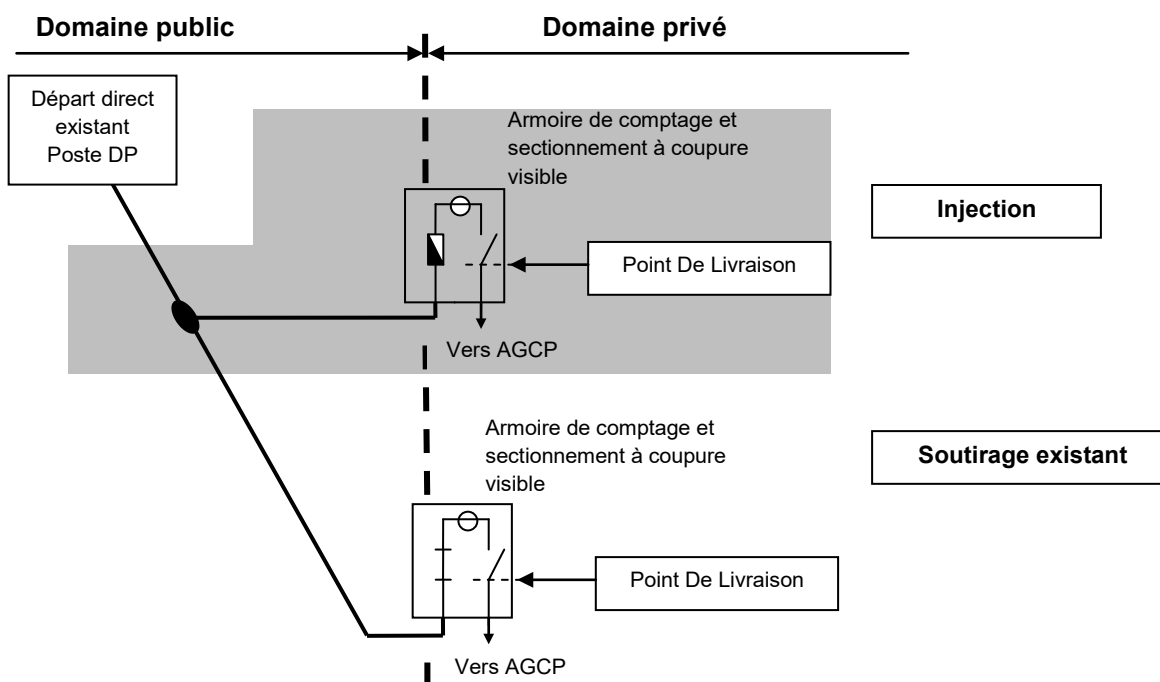 Domaine public
Domaine privé
Départ direct
existant
Poste DP
Armoire de comptage et
sectionnement à coupure
visible
Injection
Point De Livraison
Vers AGCP
Armoire de comptage et
sectionnement à coupure
visible
Soutirage existant
Point De Livraison
Vers AGCP